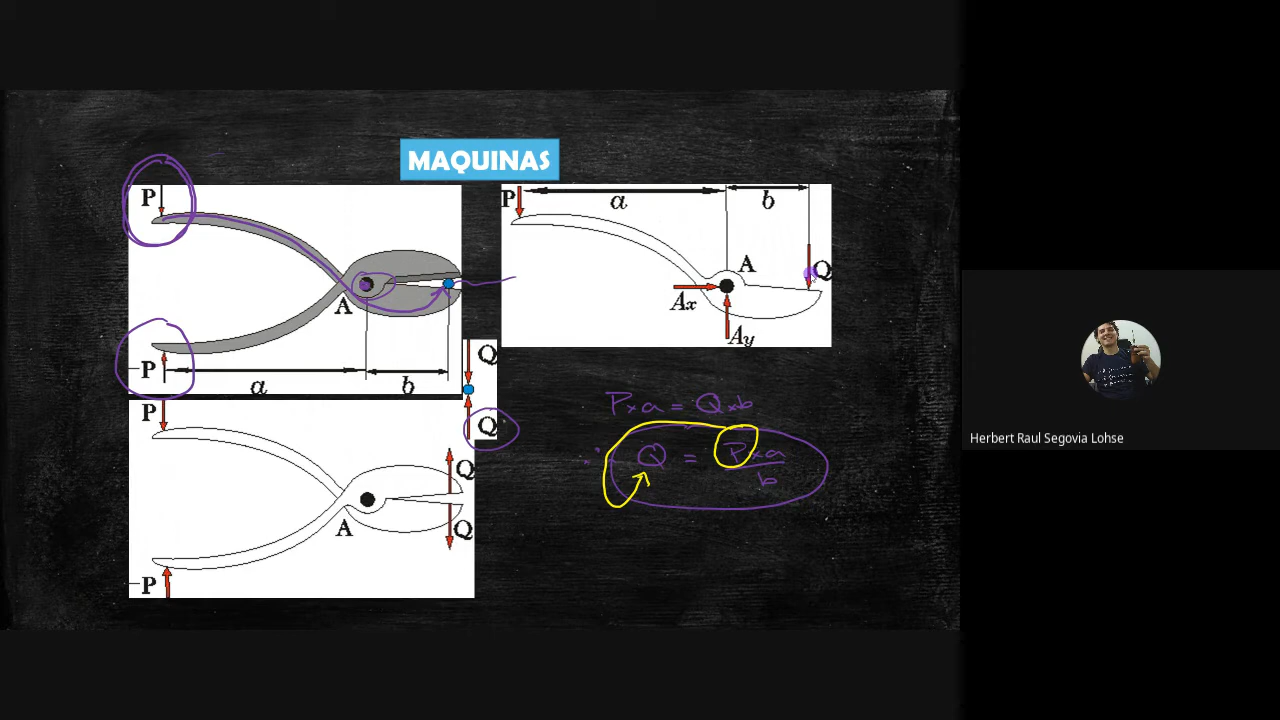 MAQUINAS
P
A
-P
a
b
Q
Q
P
a
b
A
Q
Ax
Ay
P
Q
A
Q
-P
P x a = Q x b
∴ Q = P x a / b
Herbert Raul Segovia Lohse